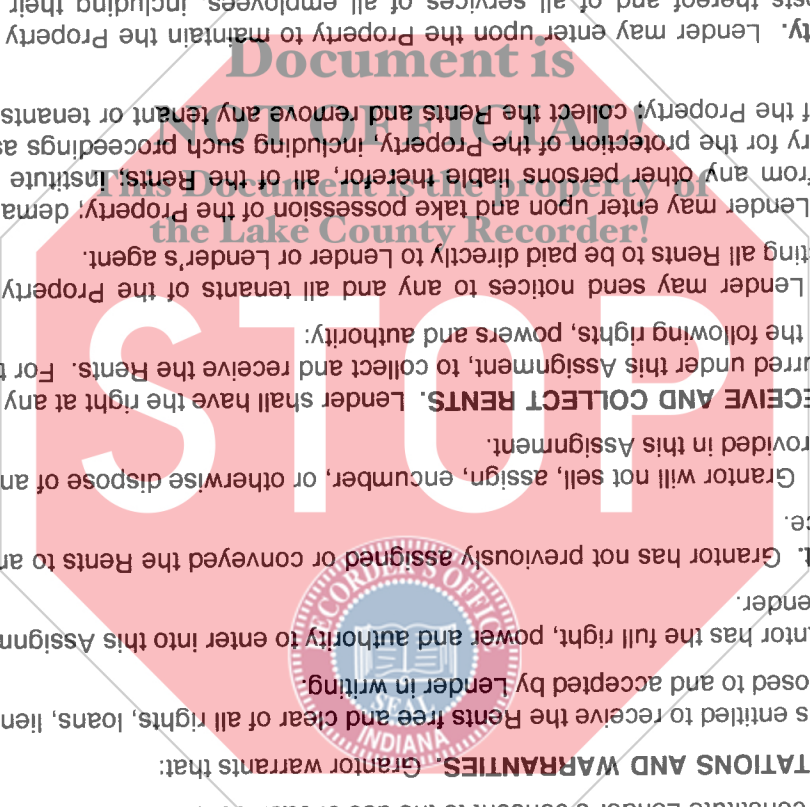 TATIONS AND WARRANTIES. Grantor warrants that:
s entitled to receive the Rents free and clear of all rights, loans, lien
osed to and accepted by Lender in writing.
ntor has the full right, power and authority to enter into this Assignm
ender.
t. Grantor has not previously assigned or conveyed the Rents to an
ce.
Grantor will not sell, assign, encumber, or otherwise dispose of an
rovided in this Assignment.
ECEIVE AND COLLECT RENTS. Lender shall have the right at any
urred under this Assignment, to collect and receive the Rents. For t
the following rights, powers and authority:
Lender may send notices to any and all tenants of the Property
cting all Rents to be paid directly to Lender or Lender's agent.
Lender may enter upon and take possession of the Property; dema
from any other persons liable therefor, all of the Rents; institute
ry for the protection of the Property, including such proceedings as
f the Property; collect the Rents and remove any tenant or tenants
ty. Lender may enter upon the Property to maintain the Property
sts thereof and of all services of all employees, including their
Document is
NOT OFFICIAL!
This Document is the property of
the Lake County Recorder!
STOP
RECORDER'S OFFICE
SEAL
INDIANA